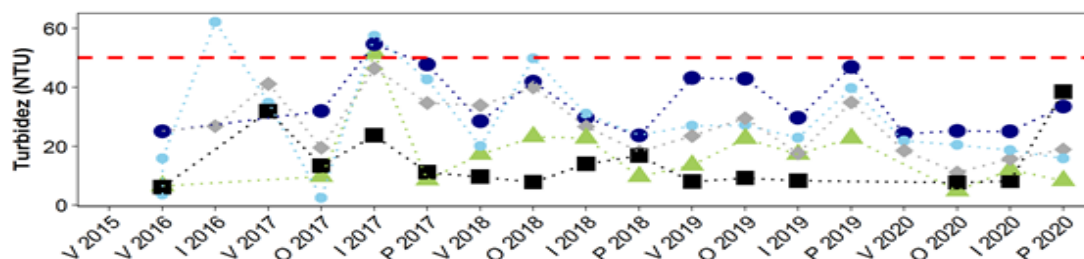 Turbidez (NTU)
60
40
20
0
V 2015
V 2016
I 2016
V 2017
O 2017
I 2017
P 2017
V 2018
O 2018
I 2018
P 2018
V 2019
O 2019
I 2019
P 2019
V 2020
O 2020
I 2020
P 2020